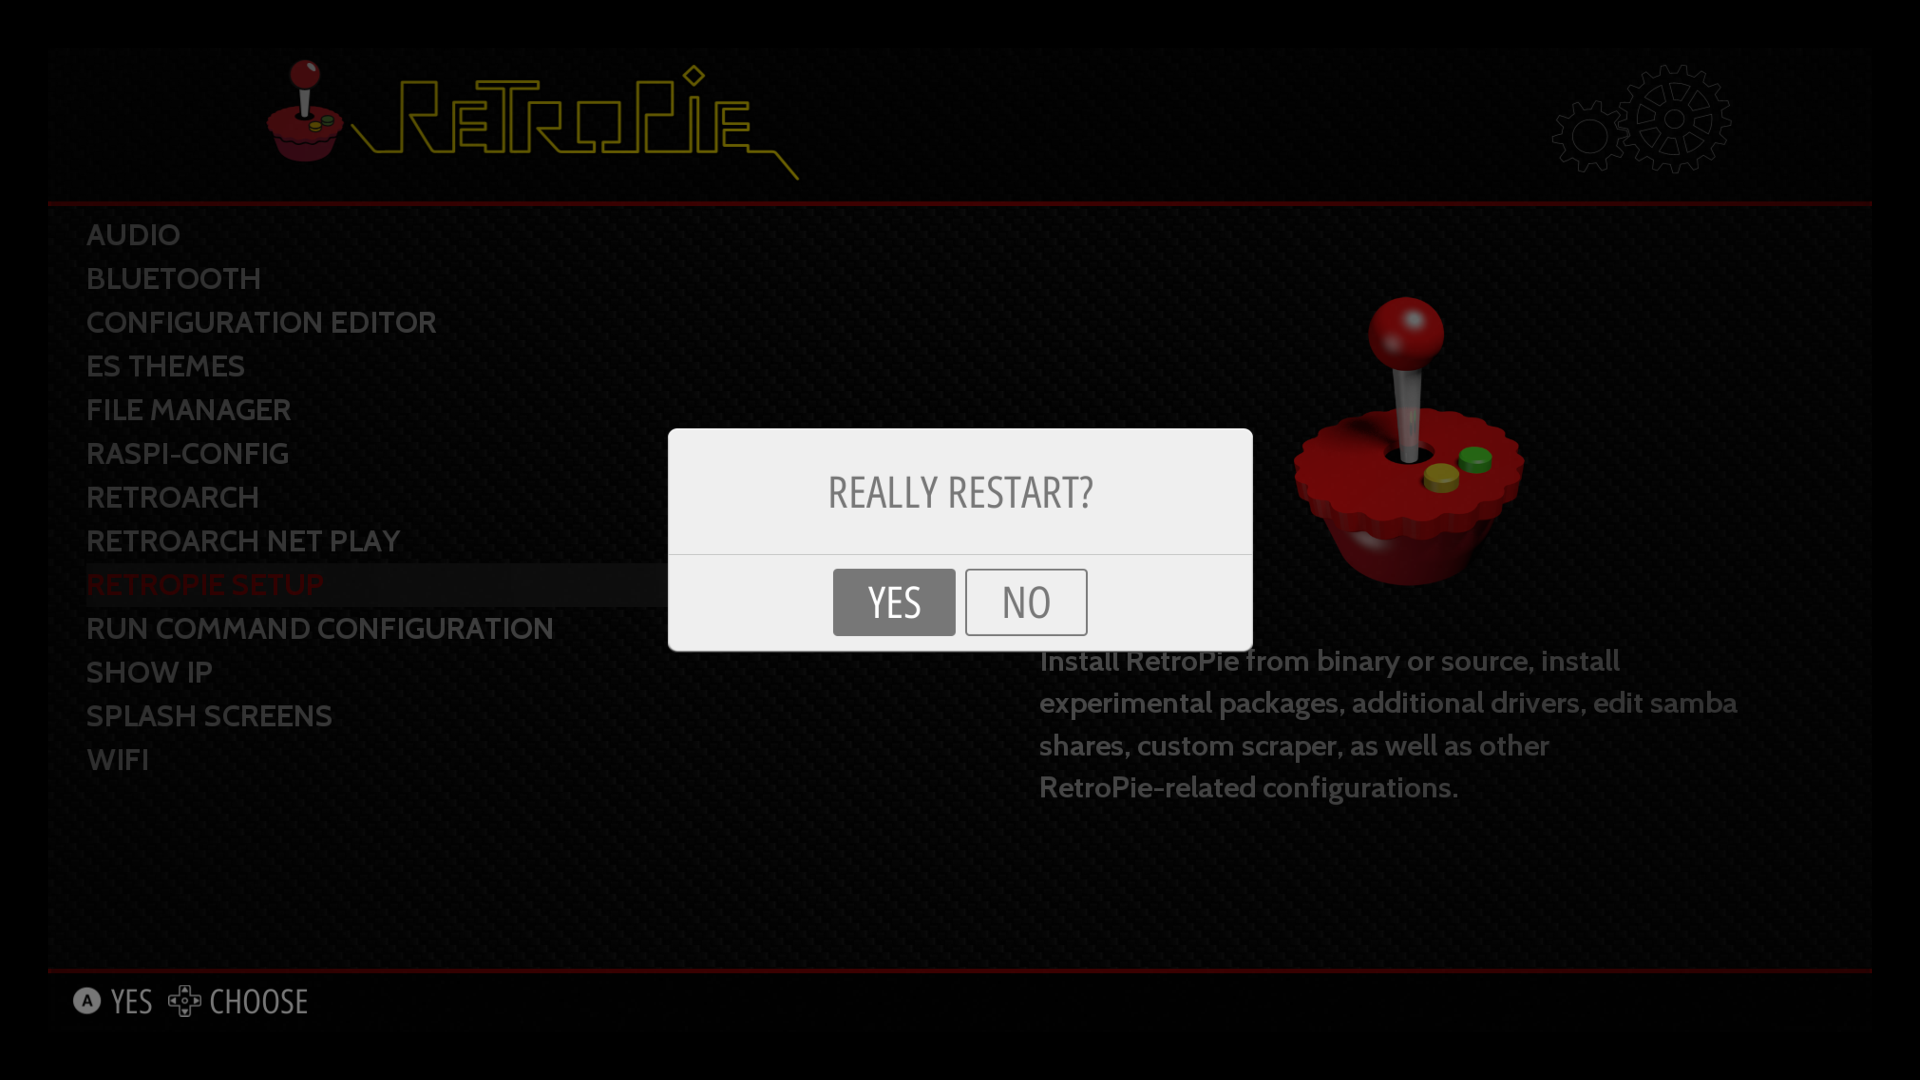 RETROPIE
AUDIO
BLUETOOTH
CONFIGURATION EDITOR
ES THEMES
FILE MANAGER
RASPI-CONFIG
RETROARCH
RETROARCH NET PLAY
RETROPIE SETUP
RUN COMMAND CONFIGURATION
SHOW IP
SPLASH SCREENS
WIFI
REALLY RESTART?
YES NO
Install RetroPie from binary or source, install
experimental packages, additional drivers, edit samba
shares, custom scraper, as well as other
RetroPie-related configurations.
A YES CHOOSE